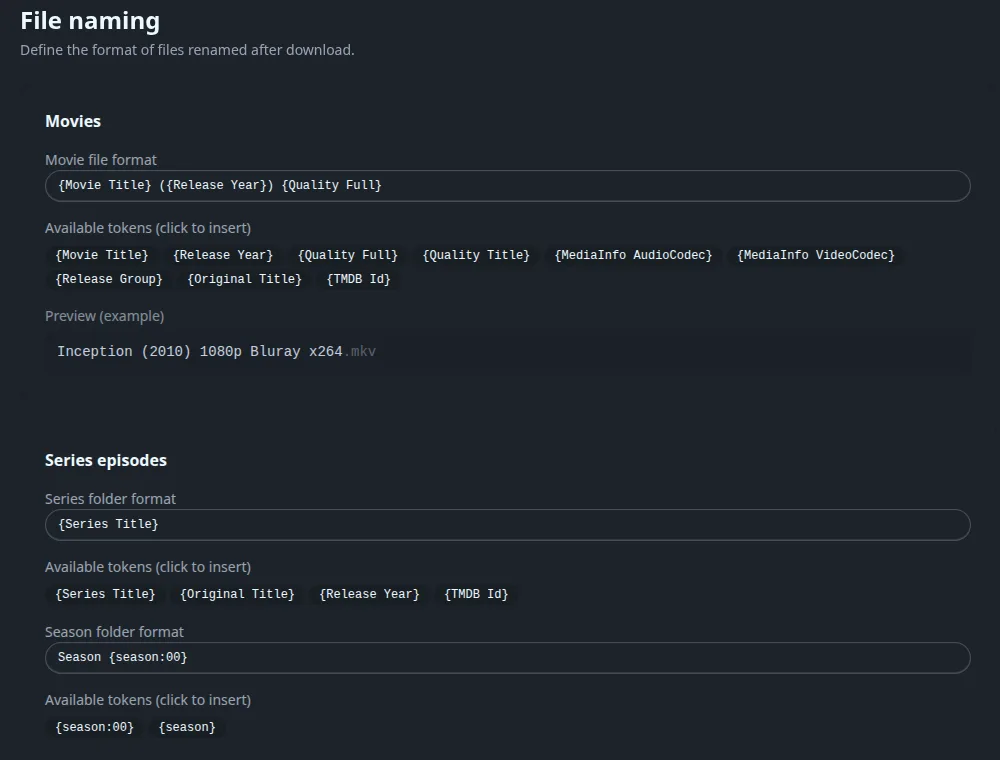 File naming
Define the format of files renamed after download.
Movies
Movie file format
{Movie Title} ({Release Year}) {Quality Full}
Available tokens (click to insert)
{Movie Title} {Release Year} {Quality Full} {Quality Title} {MediaInfo AudioCodec} {MediaInfo VideoCodec}
{Release Group} {Original Title} {TMDB Id}
Preview (example)
Inception (2010) 1080p Bluray x264.mkv
Series episodes
Series folder format
{Series Title}
Available tokens (click to insert)
{Series Title} {Original Title} {Release Year} {TMDB Id}
Season folder format
Season {season:00}
Available tokens (click to insert)
{season:00} {season}